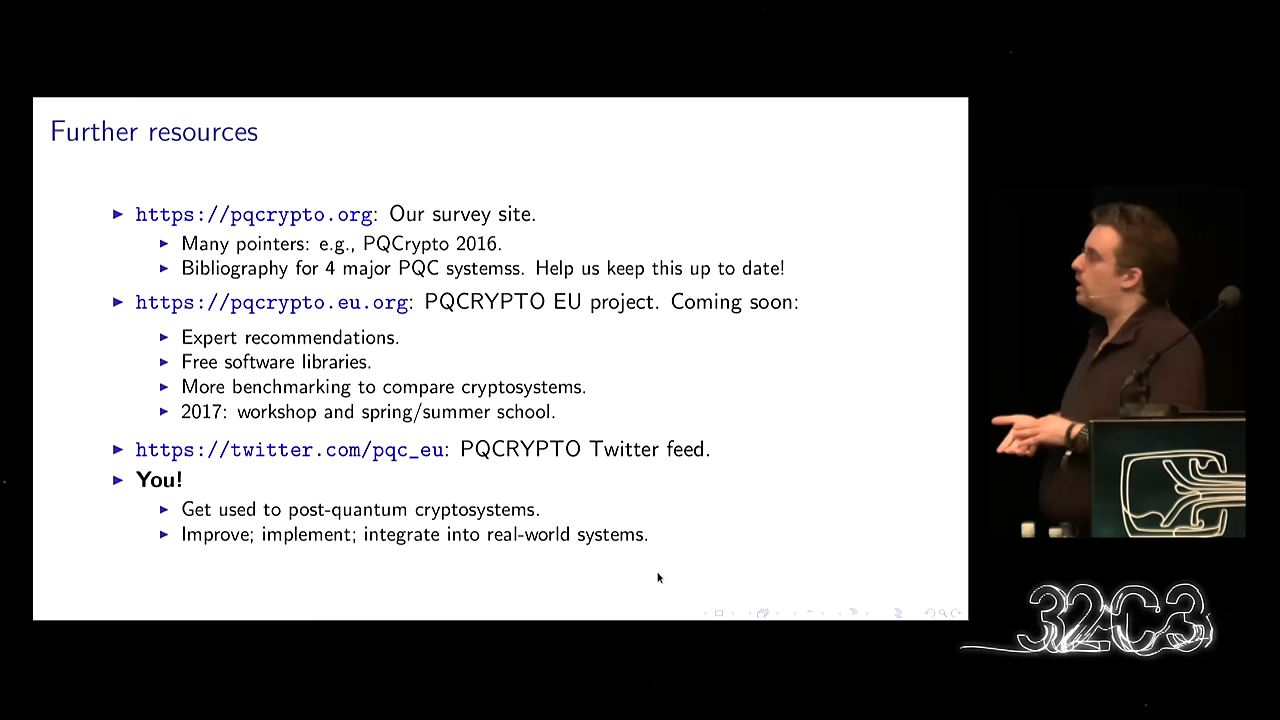 Further resources
▶ https://pqcrypto.org: Our survey site.
▶ Many pointers: e.g., PQCrypto 2016.
▶ Bibliography for 4 major PQC systemss. Help us keep this up to date!
▶ https://pqcrypto.eu.org: PQCRYPTO EU project. Coming soon:
▶ Expert recommendations.
▶ Free software libraries.
▶ More benchmarking to compare cryptosystems.
▶ 2017: workshop and spring/summer school.
▶ https://twitter.com/pqc_eu: PQCRYPTO Twitter feed.
▶ You!
▶ Get used to post-quantum cryptosystems.
▶ Improve; implement; integrate into real-world systems.
32C3